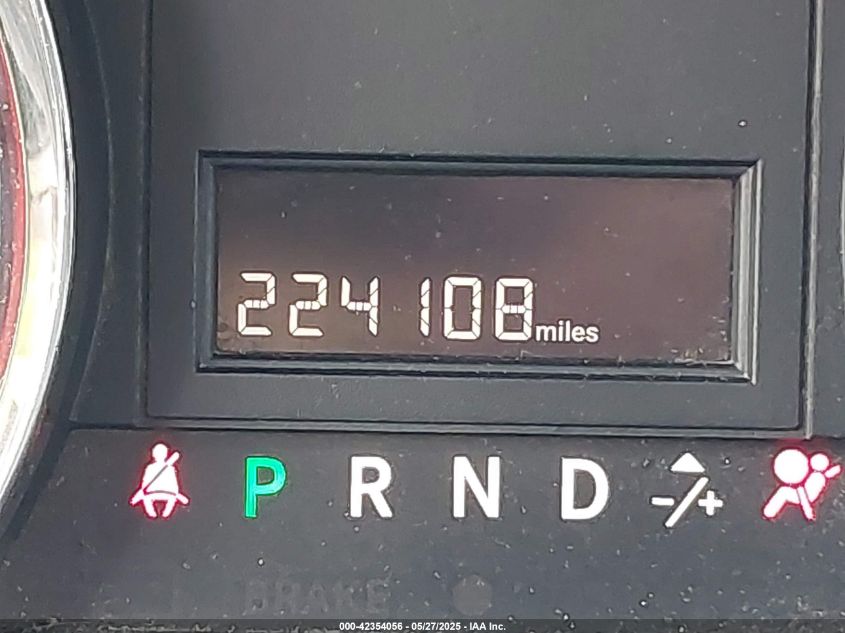 224108 miles
P R N D -/+
BRAKE
000-42354056 - 05/27/2025 - IAA Inc.